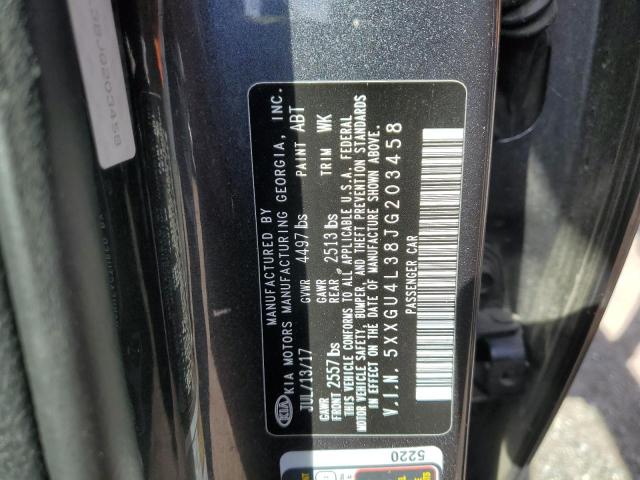 MANUFACTURED BY
KIA KIA MOTORS MANUFACTURING GEORGIA, INC.
JUL/13/17 GVWR 4497 lbs PAINT ABT
GAWR FRONT 2557 lbs GAWR REAR 2513 lbs TRIM WK
THIS VEHICLE CONFORMS TO ALL APPLICABLE U.S.A. FEDERAL
MOTOR VEHICLE SAFETY, BUMPER, AND THEFT PREVENTION STANDARDS
IN EFFECT ON THE DATE OF MANUFACTURE SHOWN ABOVE.
V.I.N. 5XXGU4L38JG203458
PASSENGER CAR
5220